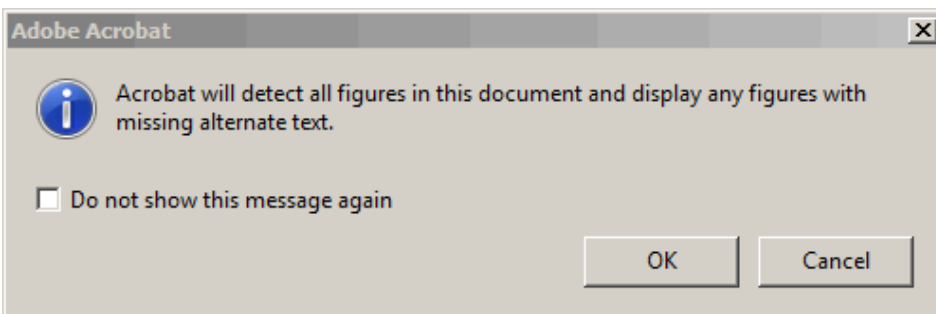 Adobe Acrobat
Acrobat will detect all figures in this document and display any figures with
missing alternate text.
Do not show this message again
OK
Cancel